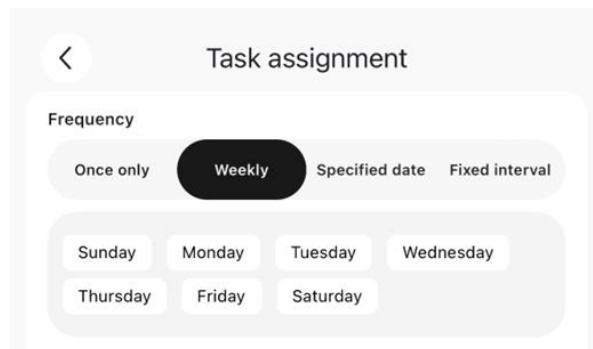 Task assignment
Frequency
Once only Weekly Specified date Fixed interval
Sunday Monday Tuesday Wednesday
Thursday Friday Saturday